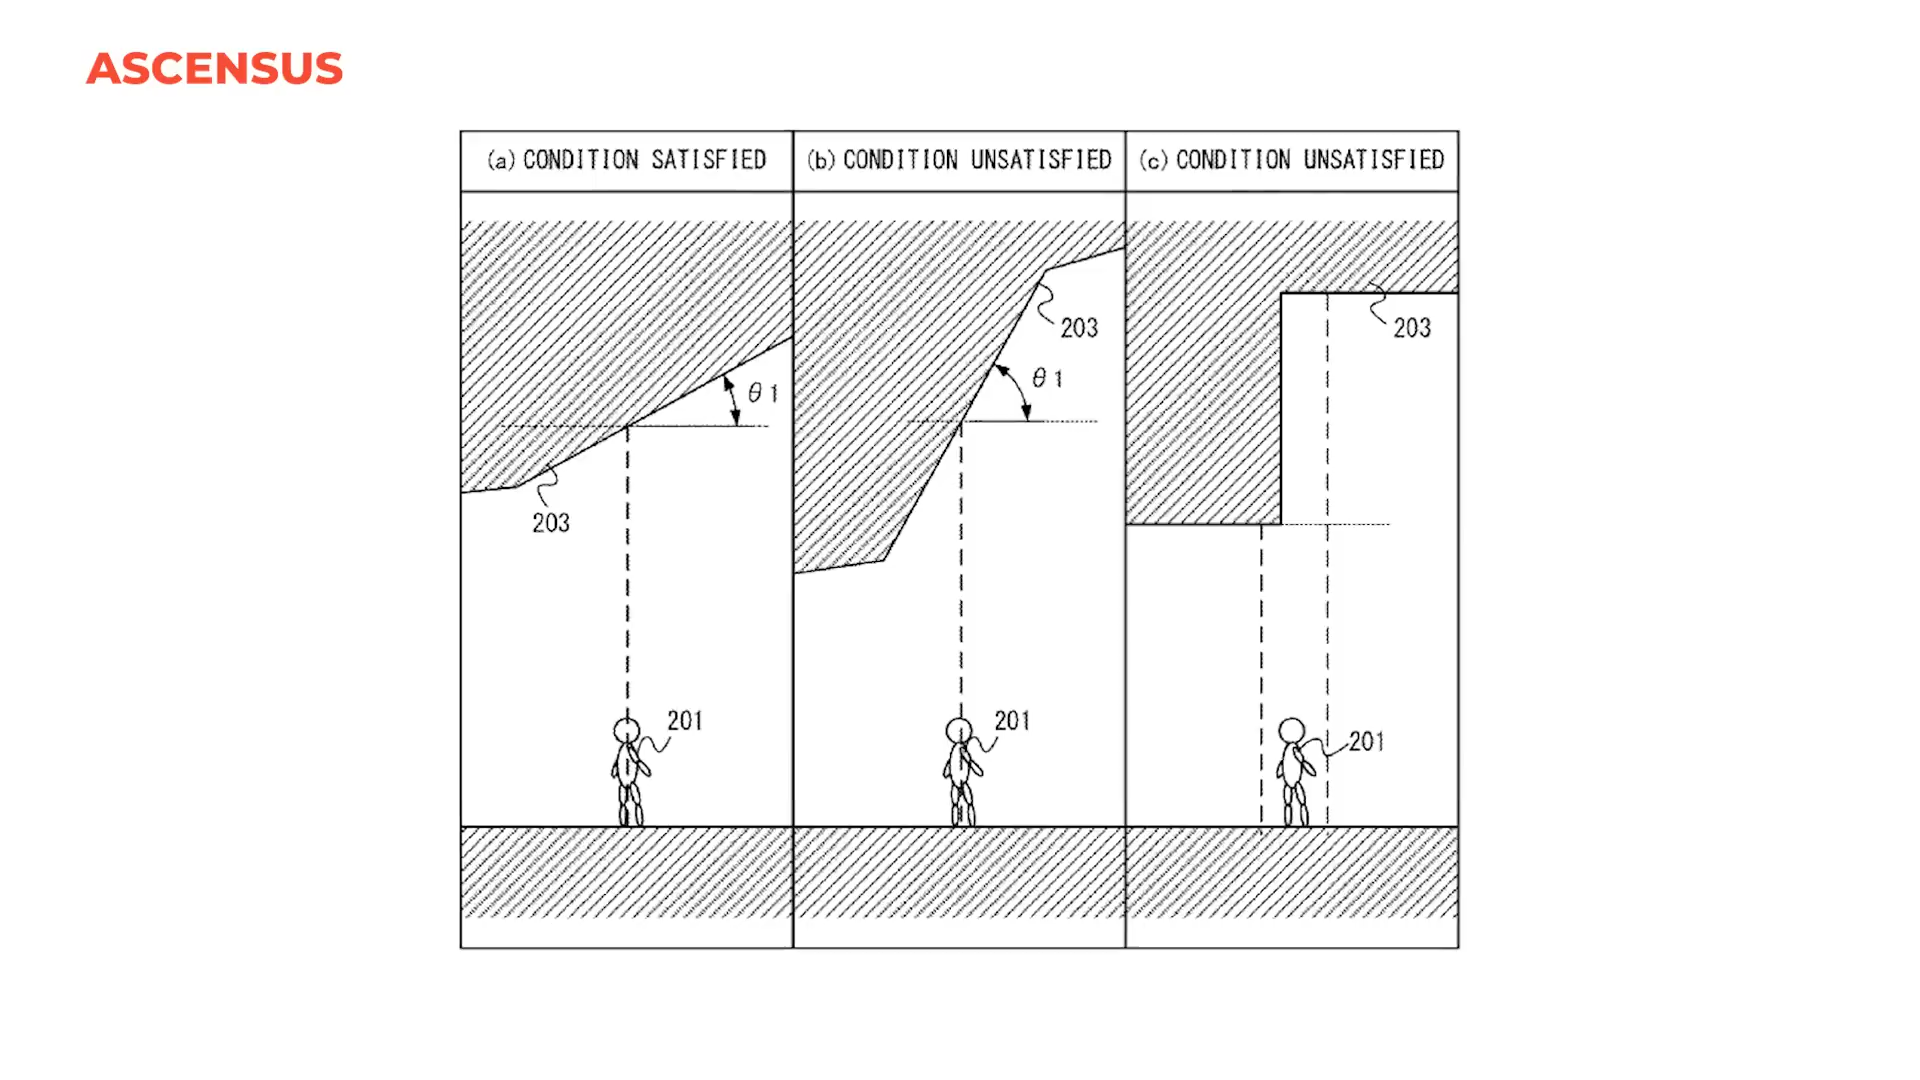 ASCENSUS
(a) CONDITION SATISFIED
(b) CONDITION UNSATISFIED
(c) CONDITION UNSATISFIED
θ1
203
201
203
θ1
201
203
201